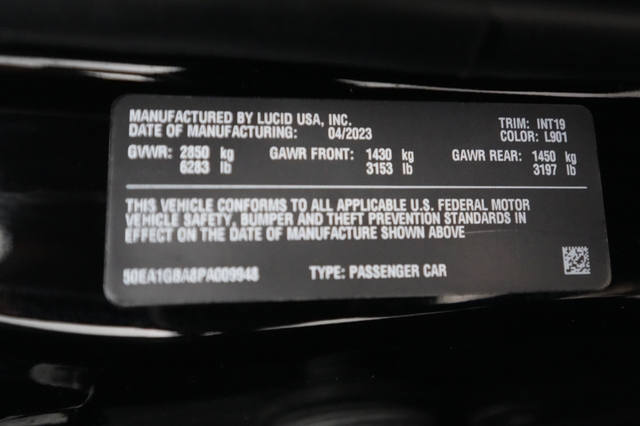 MANUFACTURED BY LUCID USA, INC.
DATE OF MANUFACTURING: 04/2023
TRIM: INT19
COLOR: L901
GVWR: 2850 kg GAWR FRONT: 1430 kg GAWR REAR: 1450 kg
6283 lb 3153 lb 3197 lb
THIS VEHICLE CONFORMS TO ALL APPLICABLE U.S. FEDERAL MOTOR
VEHICLE SAFETY, BUMPER AND THEFT PREVENTION STANDARDS IN
EFFECT ON THE DATE OF MANUFACTURE SHOWN ABOVE
50EA1GBA8PA009948 TYPE: PASSENGER CAR